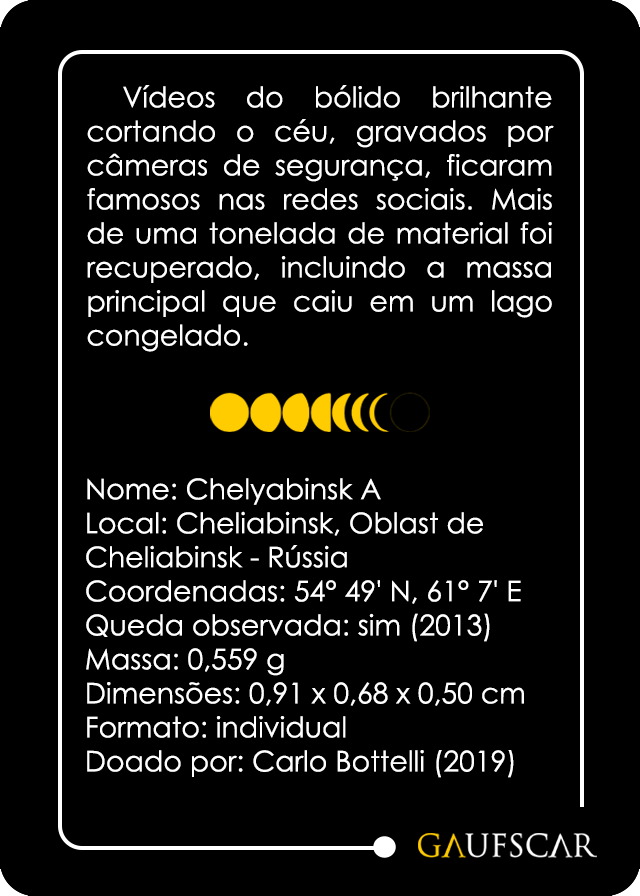 Vídeos do bólido brilhante
cortando o céu, gravados por
câmeras de segurança, ficaram
famosos nas redes sociais. Mais
de uma tonelada de material foi
recuperado, incluindo a massa
principal que caiu em um lago
congelado.
Nome: Chelyabinsk A
Local: Cheliabinsk, Oblast de
Cheliabinsk - Rússia
Coordenadas: 54° 49' N, 61° 7' E
Queda observada: sim (2013)
Massa: 0,559 g
Dimensões: 0,91 x 0,68 x 0,50 cm
Formato: individual
Doado por: Carlo Bottelli (2019)
GAUFSCAR